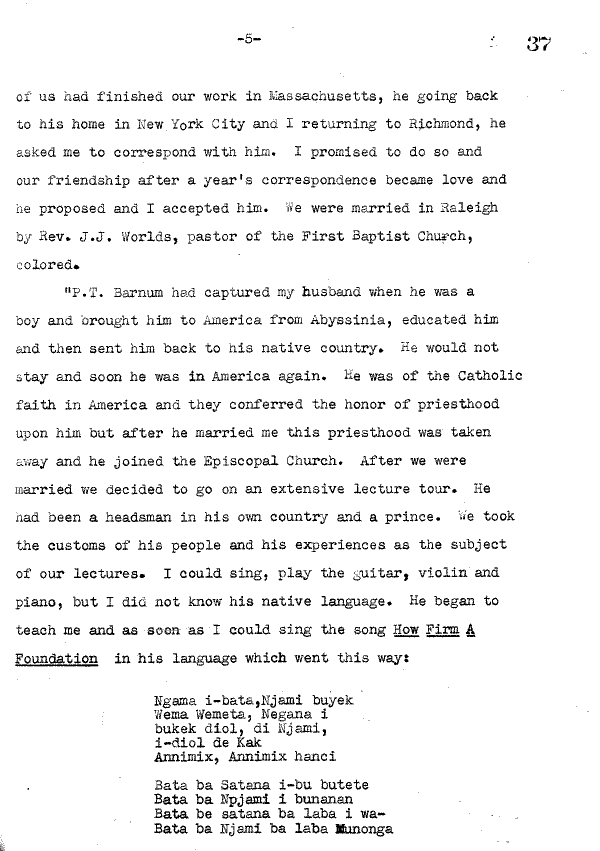 -5-
37
of us had finished our work in Massachusetts, he going back
to his home in New York City and I returning to Richmond, he
asked me to correspond with him. I promised to do so and
our friendship after a year's correspondence became love and
he proposed and I accepted him. We were married in Raleigh
by Rev. J.J. Worlds, pastor of the First Baptist Church,
colored.
"P.T. Barnum had captured my husband when he was a
boy and brought him to America from Abyssinia, educated him
and then sent him back to his native country. He would not
stay and soon he was in America again. He was of the Catholic
faith in America and they conferred the honor of priesthood
upon him but after he married me this priesthood was taken
away and he joined the Episcopal Church. After we were
married we decided to go on an extensive lecture tour. He
had been a headsman in his own country and a prince. We took
the customs of his people and his experiences as the subject
of our lectures. I could sing, play the guitar, violin and
piano, but I did not know his native language. He began to
teach me and as soon as I could sing the song How Firm A
Foundation in his language which went this way:
Ngama i-bata,Njami buyek
Wema Wemeta, Negana i
bukek diol, di Njami,
i-diol de Kak
Annimix, Annimix hanci
Bata ba Satana i-bu butete
Bata ba Npjami i bunanan
Bata be satana ba laba i wa-
Bata ba Njami ba laba Munonga